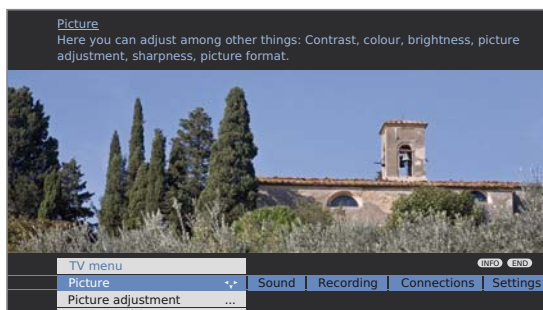 Picture
Here you can adjust among other things: Contrast, colour, brightness, picture
adjustment, sharpness, picture format.
TV menu
INFO END
Picture Sound Recording Connections Settings
Picture adjustment ...